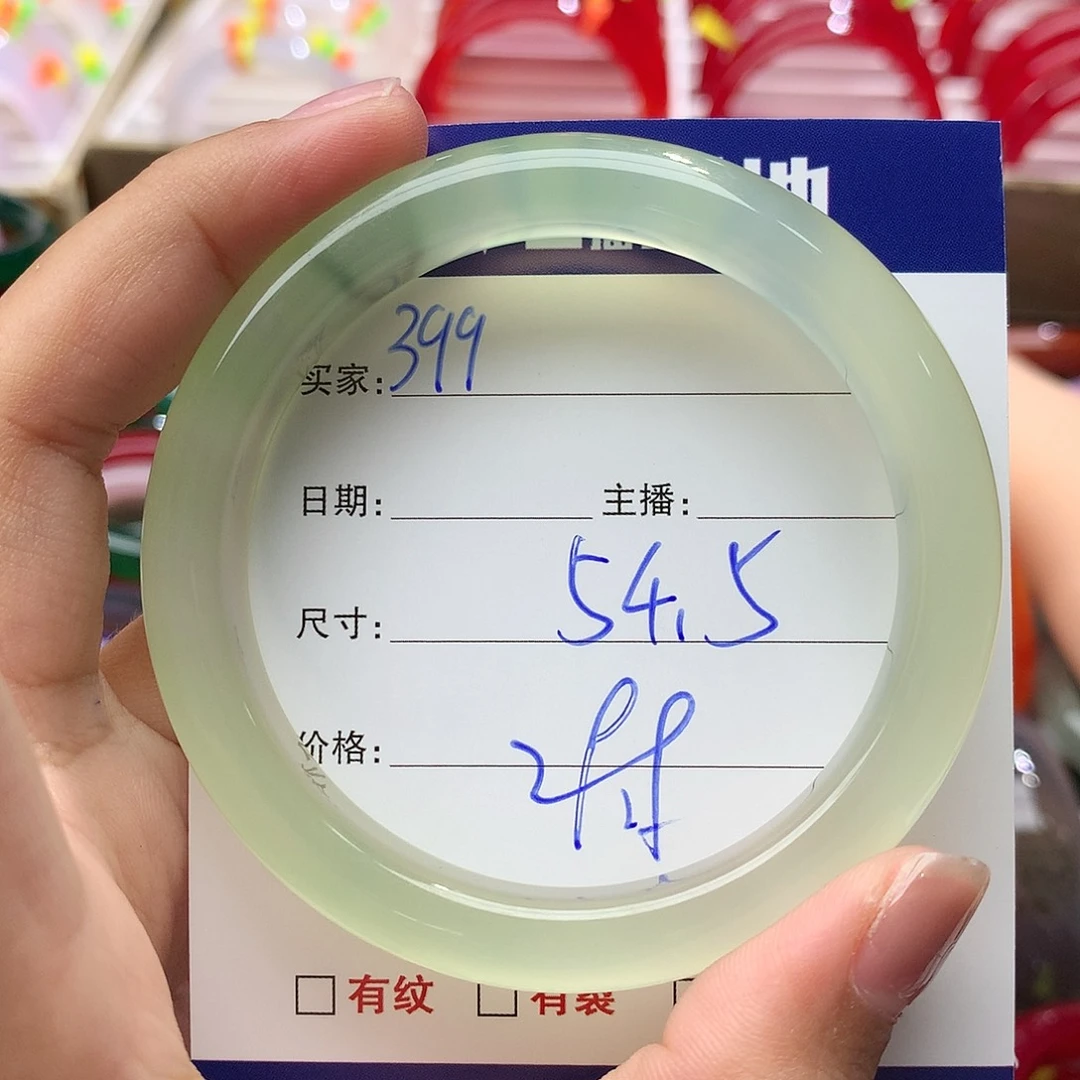 买家: 399
日期: 主播:
尺寸: 54.5
价格:
有纹 有裂